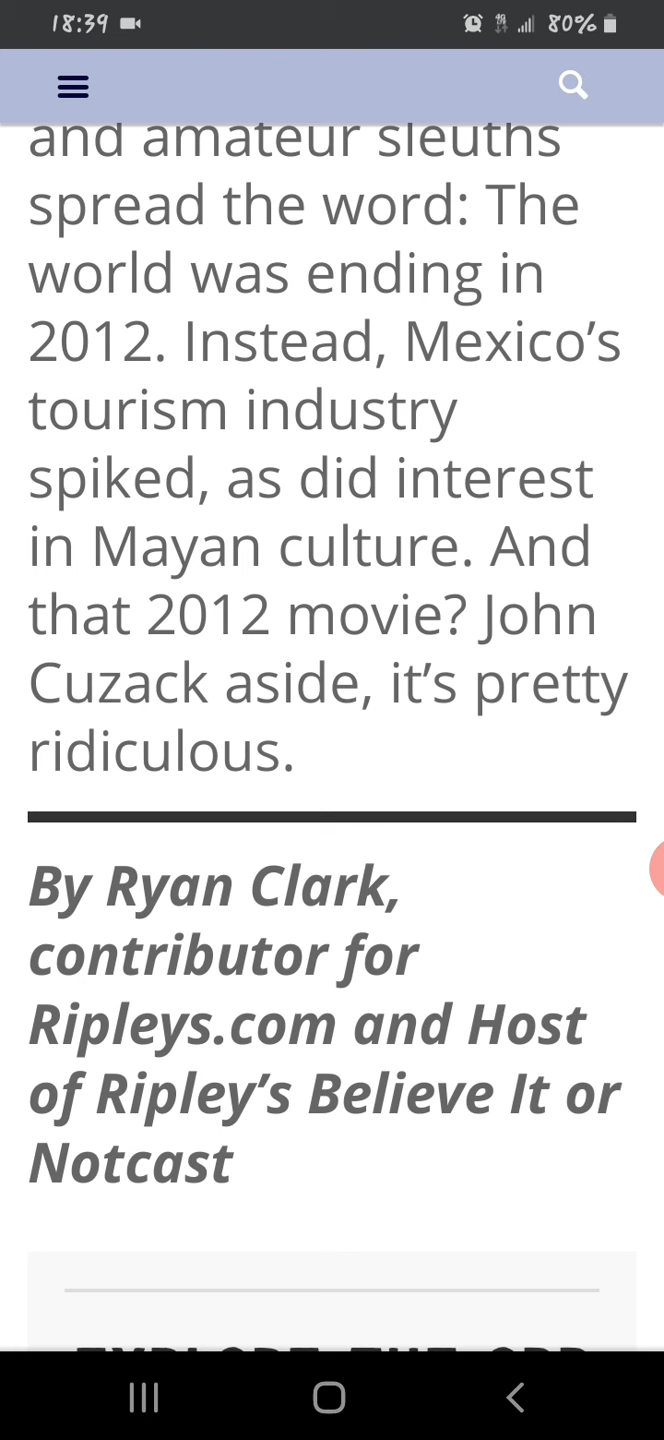 18:39
80%
and amateur sleuths
spread the word: The
world was ending in
2012. Instead, Mexico’s
tourism industry
spiked, as did interest
in Mayan culture. And
that 2012 movie? John
Cuzack aside, it’s pretty
ridiculous.
By Ryan Clark,
contributor for
Ripleys.com and Host
of Ripley’s Believe It or
Notcast